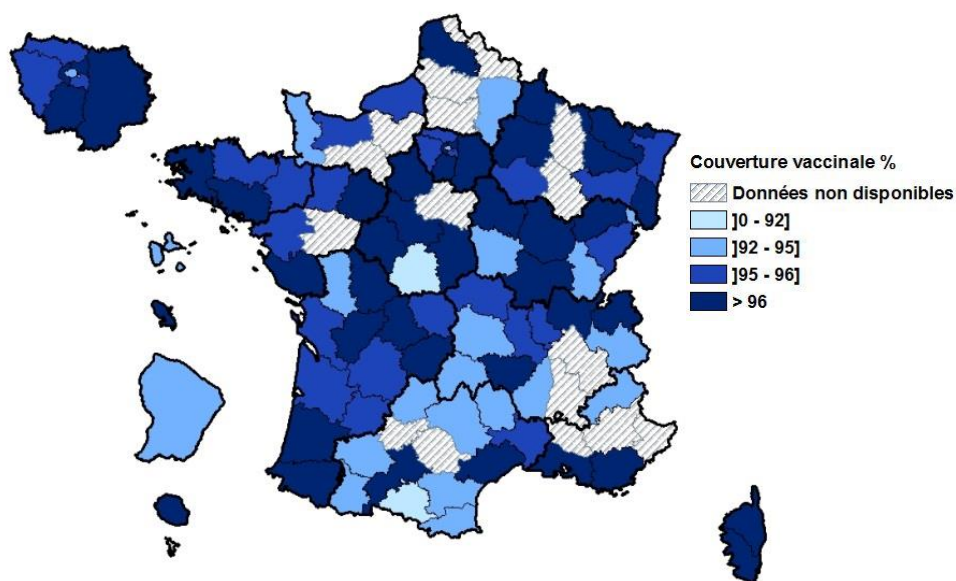 Couverture vaccinale %
Données non disponibles
]0 - 92]
]92 - 95]
]95 - 96]
> 96